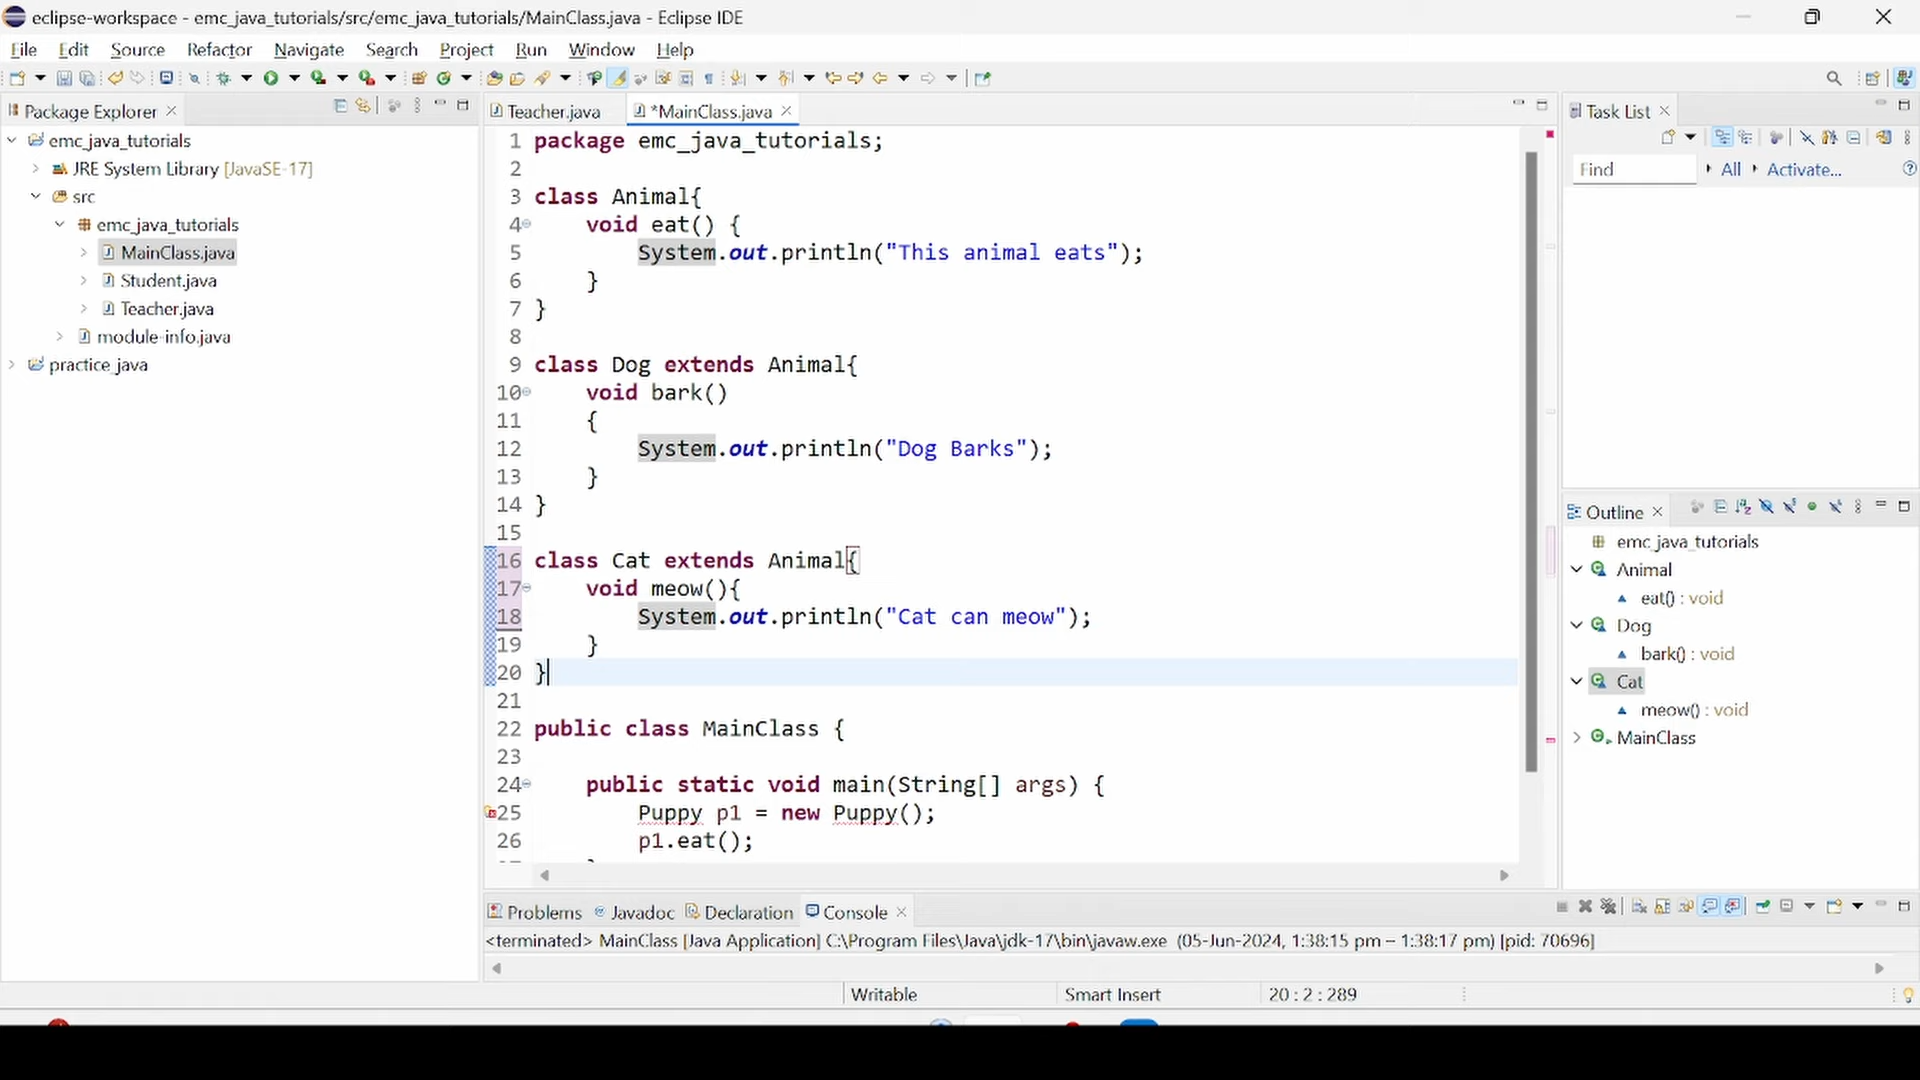 eclipse-workspace - emc_java_tutorials/src/emc_java_tutorials/MainClass.java - Eclipse IDE
File Edit Source Refactor Navigate Search Project Run Window Help
Package Explorer
emc_java_tutorials
JRE System Library [JavaSE-17]
src
emc_java_tutorials
MainClass.java
Student.java
Teacher.java
module-info.java
practice_java
Teacher.java *MainClass.java
1 package emc_java_tutorials;
2
3 class Animal{
4 void eat() {
5 System.out.println("This animal eats");
6 }
7 }
8
9 class Dog extends Animal{
10 void bark()
11 {
12 System.out.println("Dog Barks");
13 }
14 }
15
16 class Cat extends Animal{
17 void meow(){
18 System.out.println("Cat can meow");
19 }
20 }
21
22 public class MainClass {
23
24 public static void main(String[] args) {
25 Puppy p1 = new Puppy();
26 p1.eat();
Task List
Find All Activate...
Outline
emc_java_tutorials
Animal
eat() : void
Dog
bark() : void
Cat
meow() : void
MainClass
Problems Javadoc Declaration Console
<terminated> MainClass [Java Application] C:\Program Files\Java\jdk-17\bin\javaw.exe (05-Jun-2024, 1:38:15 pm – 1:38:17 pm) [pid: 70696]
Writable Smart Insert 20 : 2 : 289